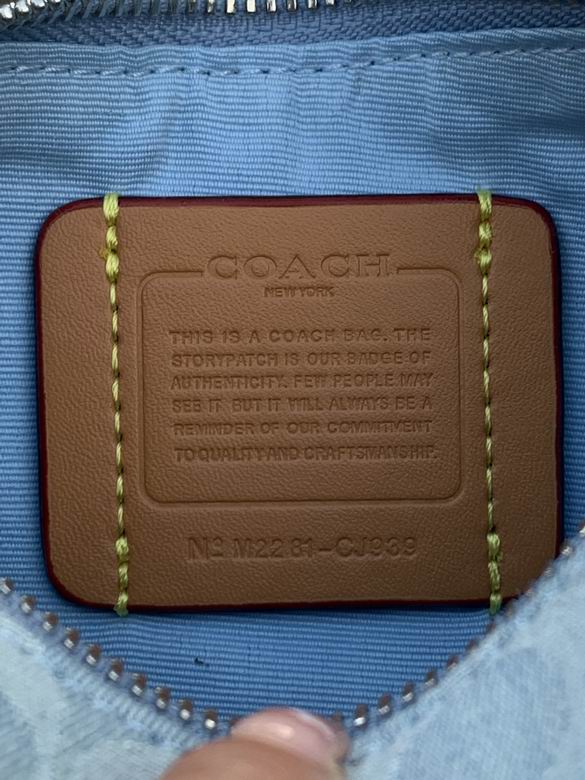 COACH
NEW YORK
THIS IS A COACH BAG. THE
STORYPATCH IS OUR BADGE OF
AUTHENTICITY. FEW PEOPLE MAY
SEE IT BUT IT WILL ALWAYS BE A
REMINDER OF OUR COMMITMENT
TO QUALITY AND CRAFTSMANSHIP.
Nº M2281-CJ939